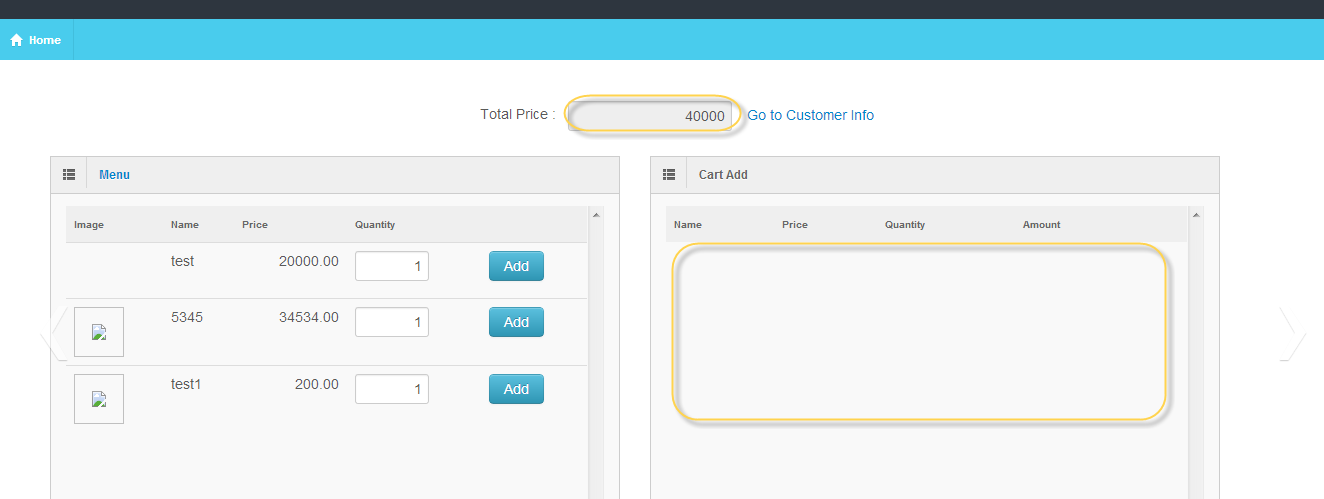 Home
Total Price : 40000 Go to Customer Info
Menu
Image Name Price Quantity
test 20000.00 1 Add
5345 34534.00 1 Add
test1 200.00 1 Add
Cart Add
Name Price Quantity Amount